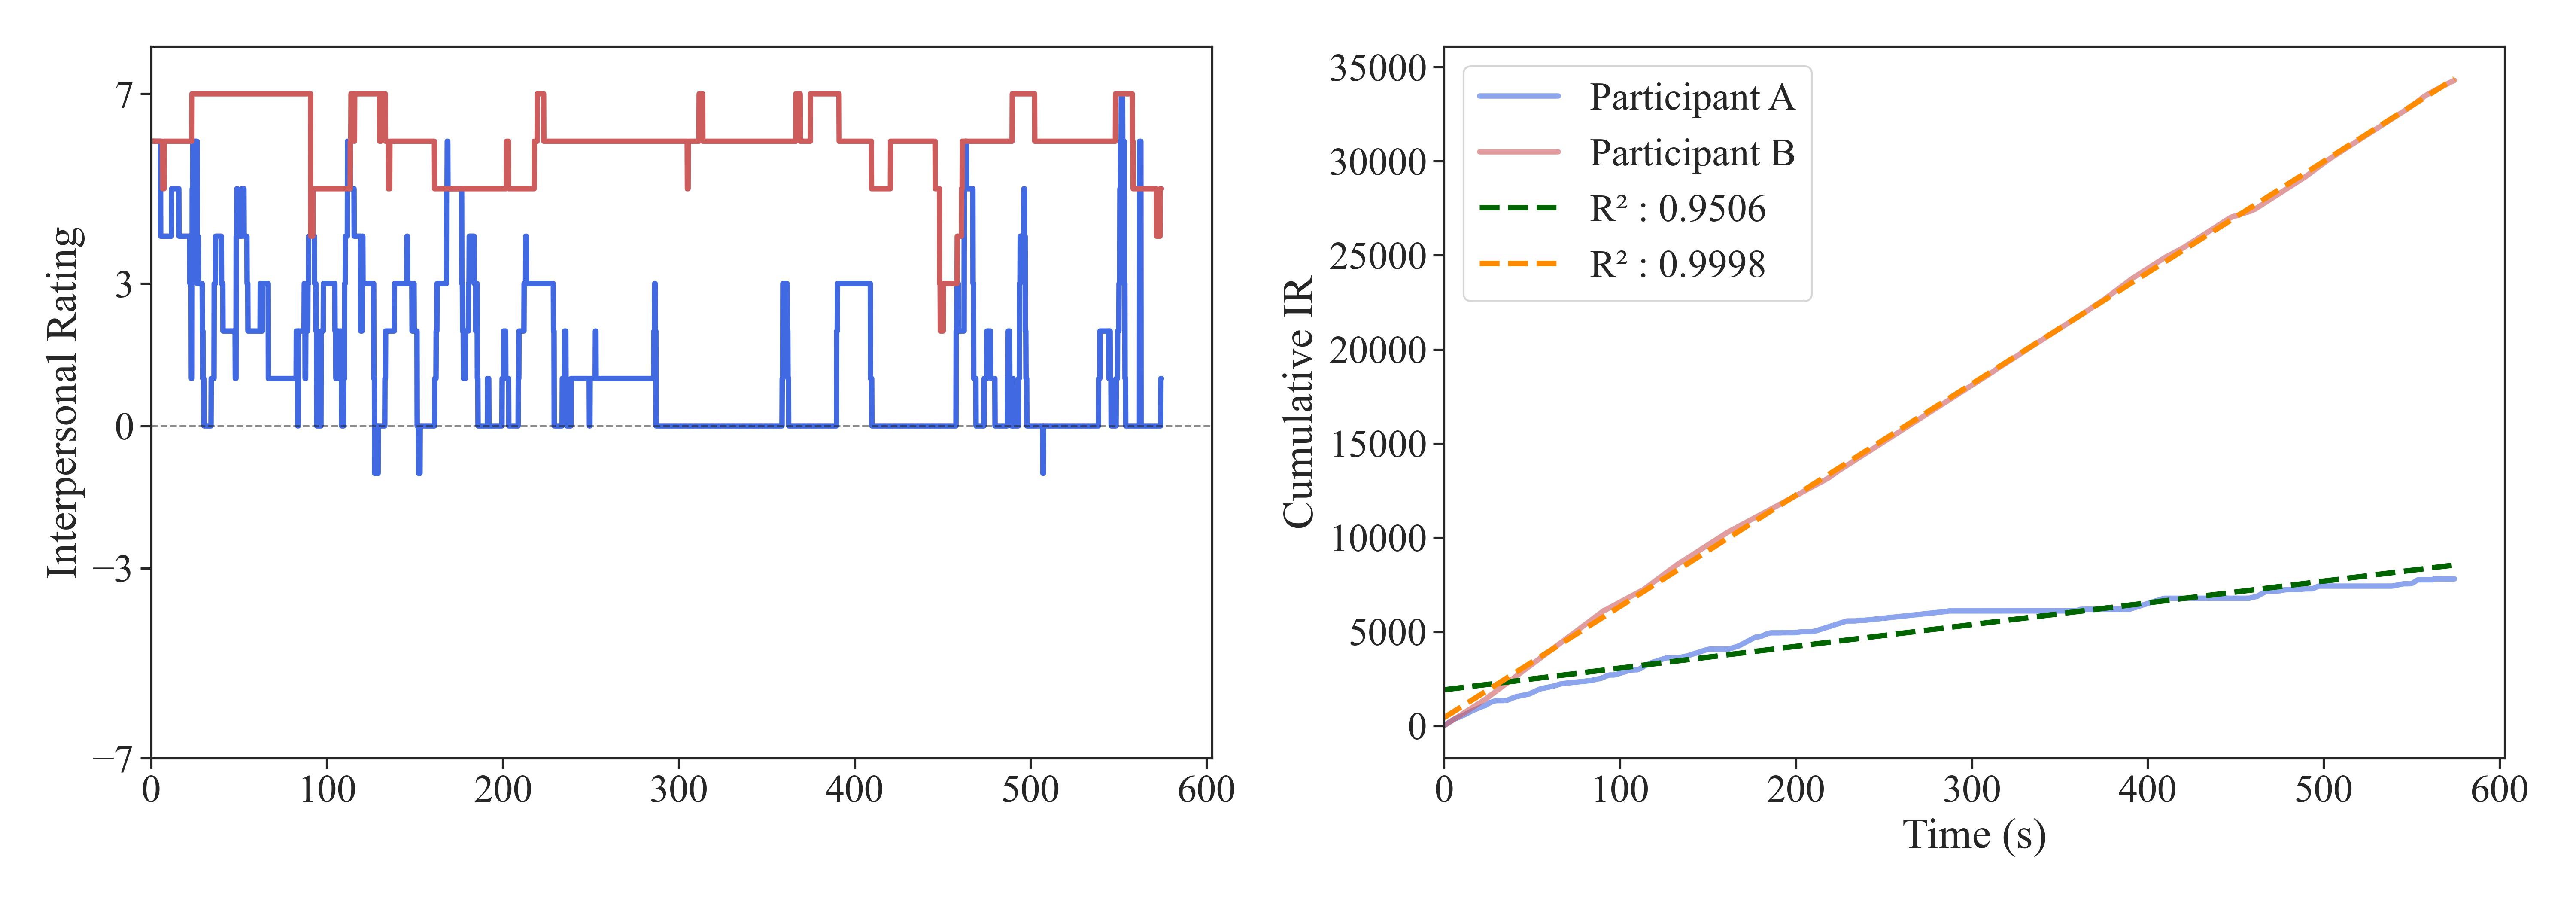 Interpersonal Rating
7
3
0
−3
−7
0 100 200 300 400 500 600
Cumulative IR
35000
30000
25000
20000
15000
10000
5000
0
Participant A
Participant B
R² : 0.9506
R² : 0.9998
0 100 200 300 400 500 600
Time (s)